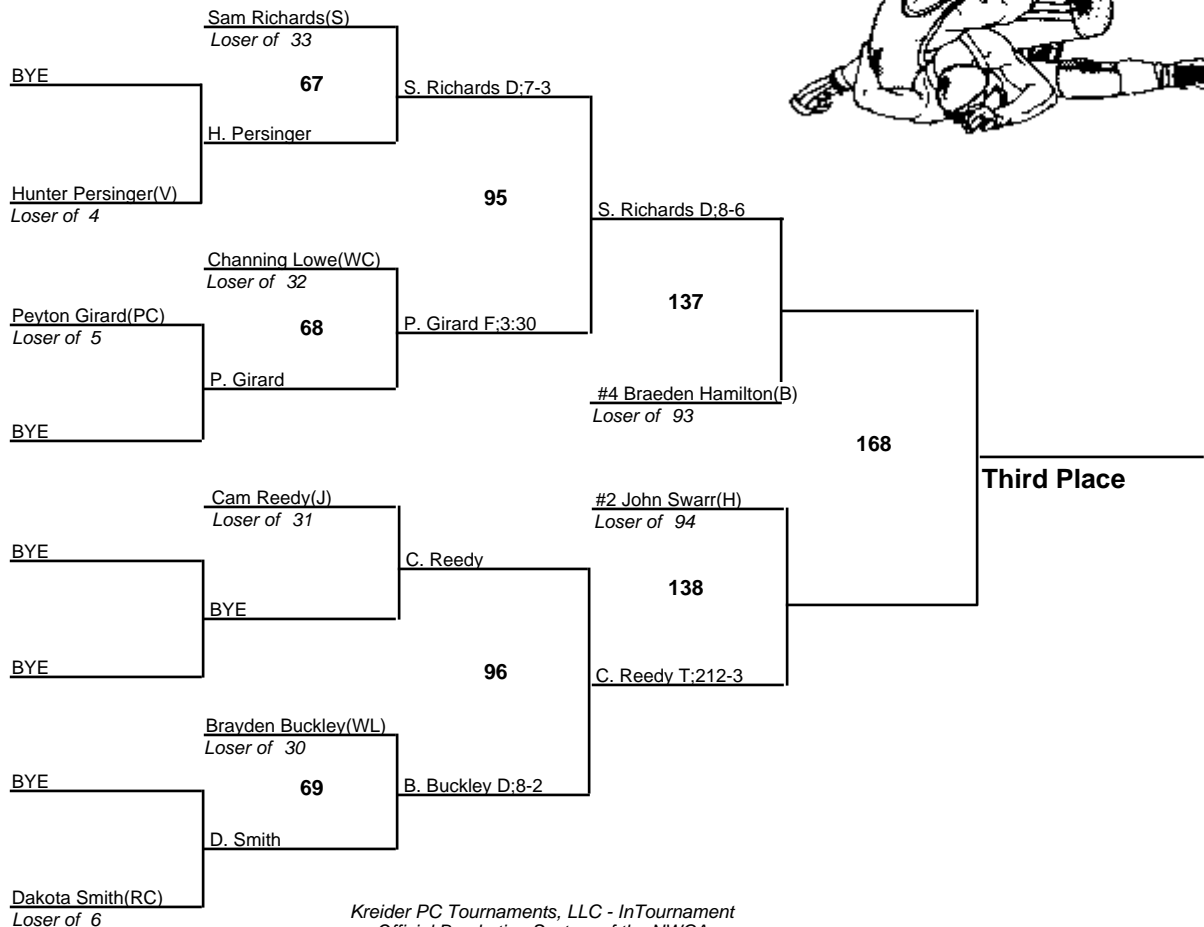 Sam Richards(S)
Loser of 33
BYE
67
S. Richards D;7-3
H. Persinger
Hunter Persinger(V)
Loser of 4
95
S. Richards D;8-6
Channing Lowe(WC)
Loser of 32
Peyton Girard(PC)
Loser of 5
68
P. Girard F;3:30
137
P. Girard
#4 Braeden Hamilton(B)
Loser of 93
BYE
168
Third Place
Cam Reedy(J)
Loser of 31
#2 John Swarr(H)
Loser of 94
BYE
C. Reedy
138
BYE
BYE
96
C. Reedy T;212-3
Brayden Buckley(WL)
Loser of 30
BYE
69
B. Buckley D;8-2
D. Smith
Dakota Smith(RC)
Loser of 6
Kreider PC Tournaments, LLC - InTournament